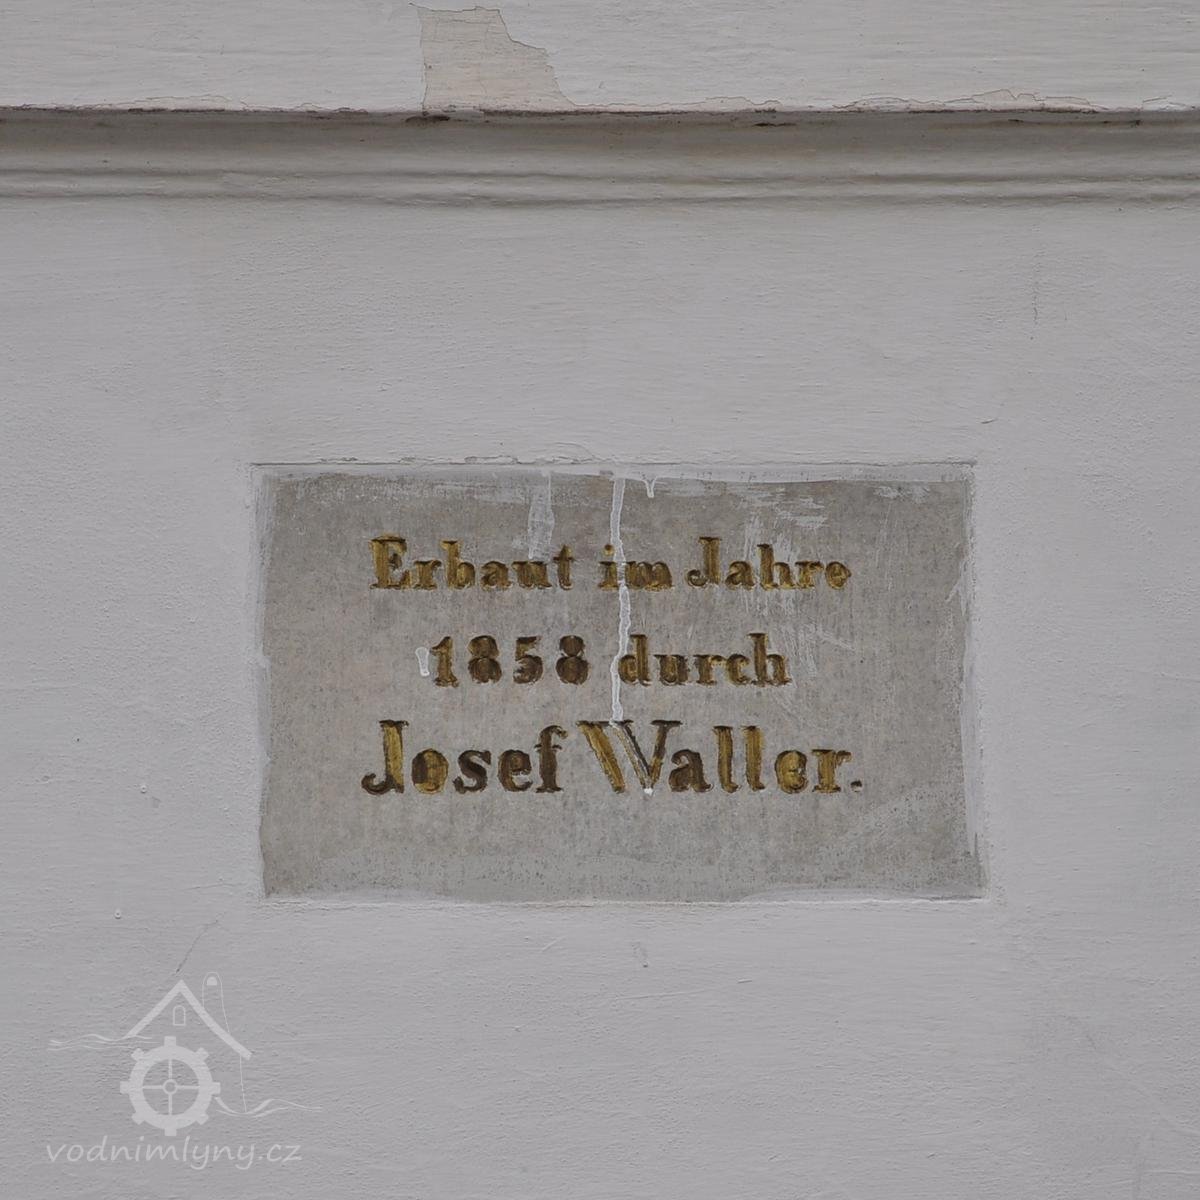 Erbaut im Jahre
1858 durch
Josef Waller.
vodnimlyny.cz